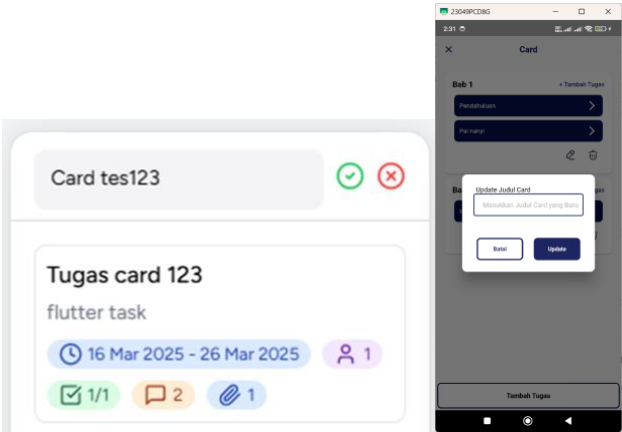 Card tes123
Tugas card 123
flutter task
16 Mar 2025 - 26 Mar 2025
1
1/1
2
1
23049PCD8G
2:31
Card
Bab 1
+ Tambah Tugas
Pendahuluan
Pai nanyi
Ba
gas
Update Judul Card
Masukkan Judul Card yang Baru
Batal
Update
Tambah Tugas